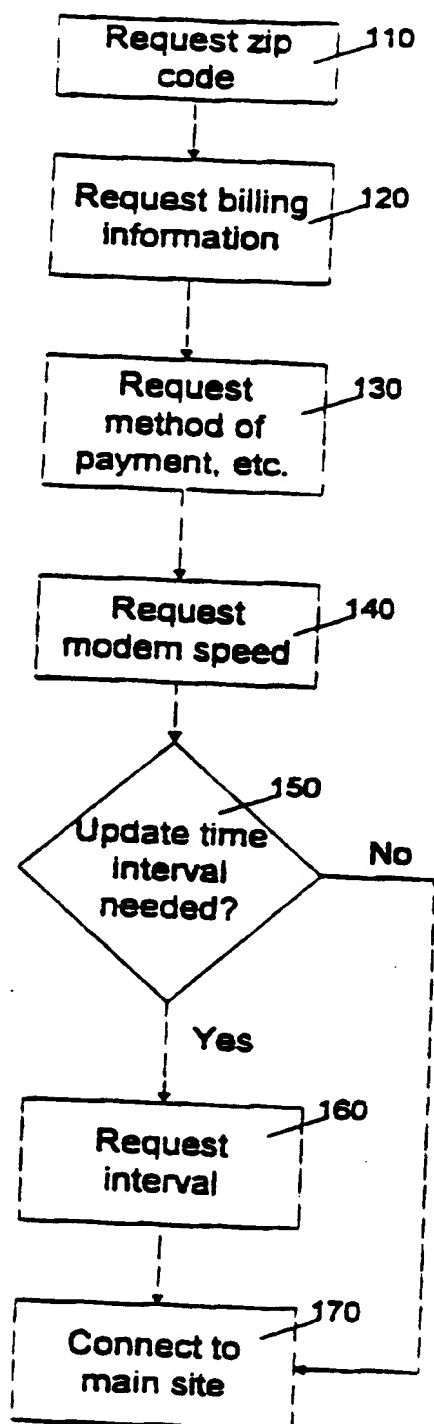 Request zip
code
110
Request billing
information
120
Request
method of
payment, etc.
130
Request
modem speed
140
Update time
interval
needed?
150
No
Yes
Request
interval
160
Connect to
main site
170